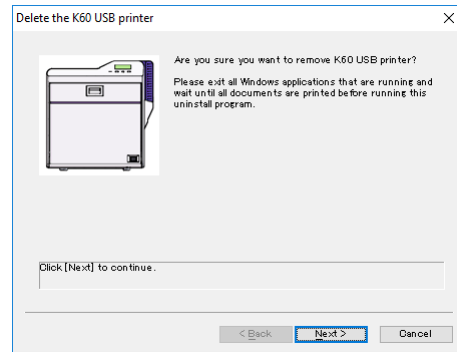 Delete the K60 USB printer
Are you sure you want to remove K60 USB printer?
Please exit all Windows applications that are running and
wait until all documents are printed before running this
uninstall program.
Click [Next] to continue.
< Back Next > Cancel